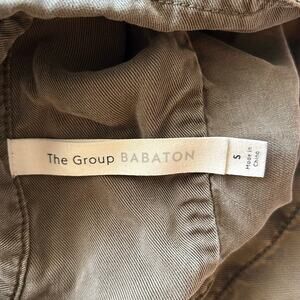 The Group BABATON
S
Made in
China